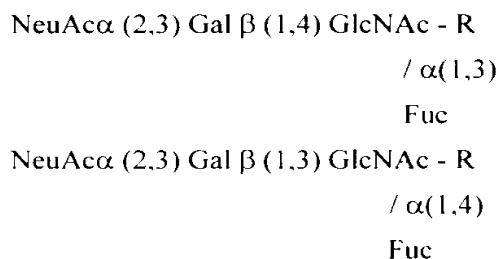 NeuAcα (2,3) Gal β (1,4) GlcNAc - R
/ α(1,3)
Fuc
NeuAcα (2,3) Gal β (1,3) GlcNAc - R
/ α(1,4)
Fuc